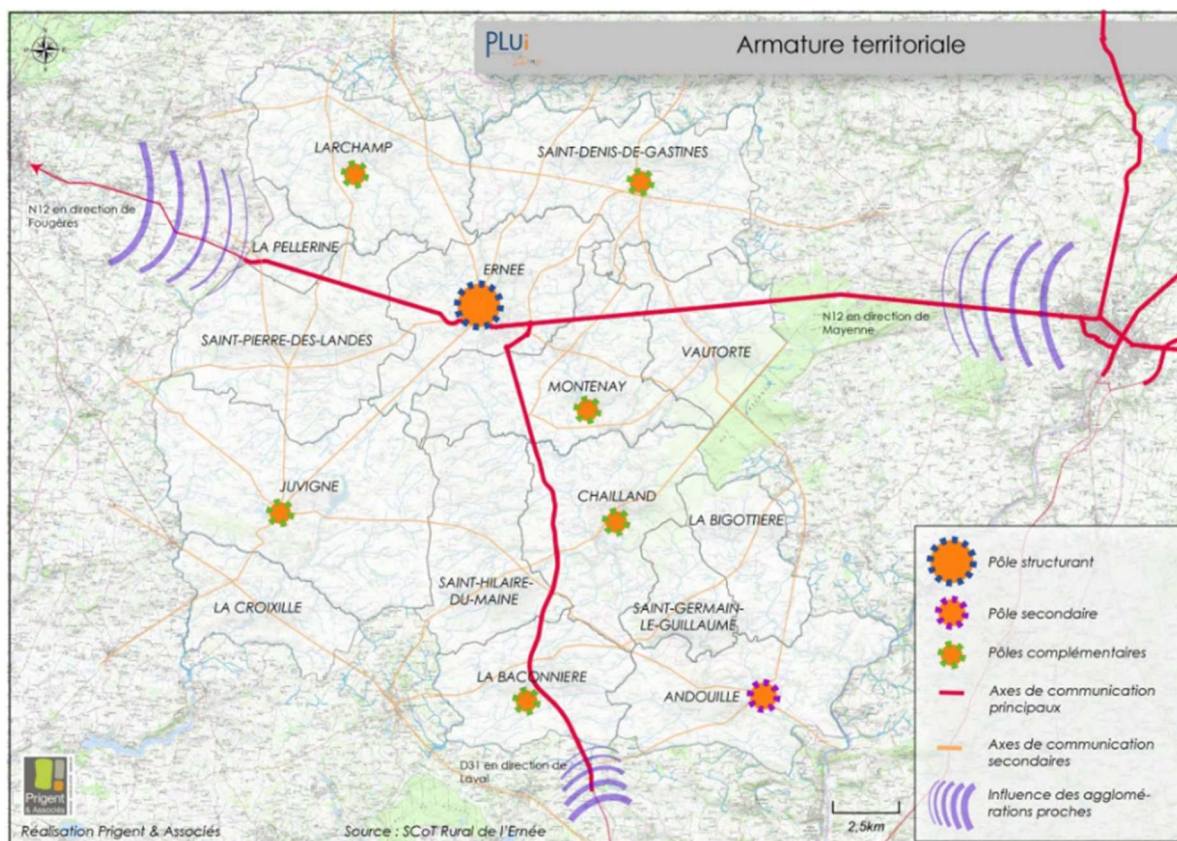 PLUi
Armature territoriale
LARCHAMP
SAINT-DENIS-DE-GASTINES
N12 en direction de
Fougères
LA PELLERINE
ERNEE
N12 en direction de
Mayenne
SAINT-PIERRE-DES-LANDES
VAUTORTE
MONTENAY
JUVIGNE
CHAILLAND
LA BIGOTTIERE
SAINT-HILAIRE-
DU-MAINE
LA CROIXILLE
SAINT-GERMAIN-
LE-GUILLAUME
LA BACONNIERE
ANDOUILLE
D31 en direction de
Laval
Pôle structurant
Pôle secondaire
Pôles complémentaires
Axes de communication
principaux
Axes de communication
secondaires
Influence des agglomé-
rations proches
2,5km
Prigent
& Associés
Réalisation Prigent & Associés
Source : SCoT Rural de l'Ernée